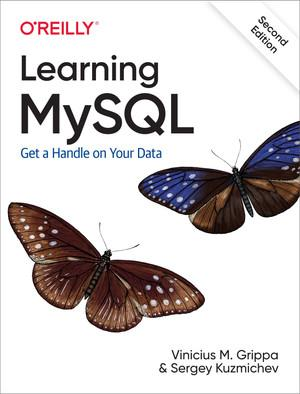 O'REILLY®
Second
Edition
Learning
MySQL
Get a Handle on Your Data
Vinicius M. Grippa
& Sergey Kuzmichev